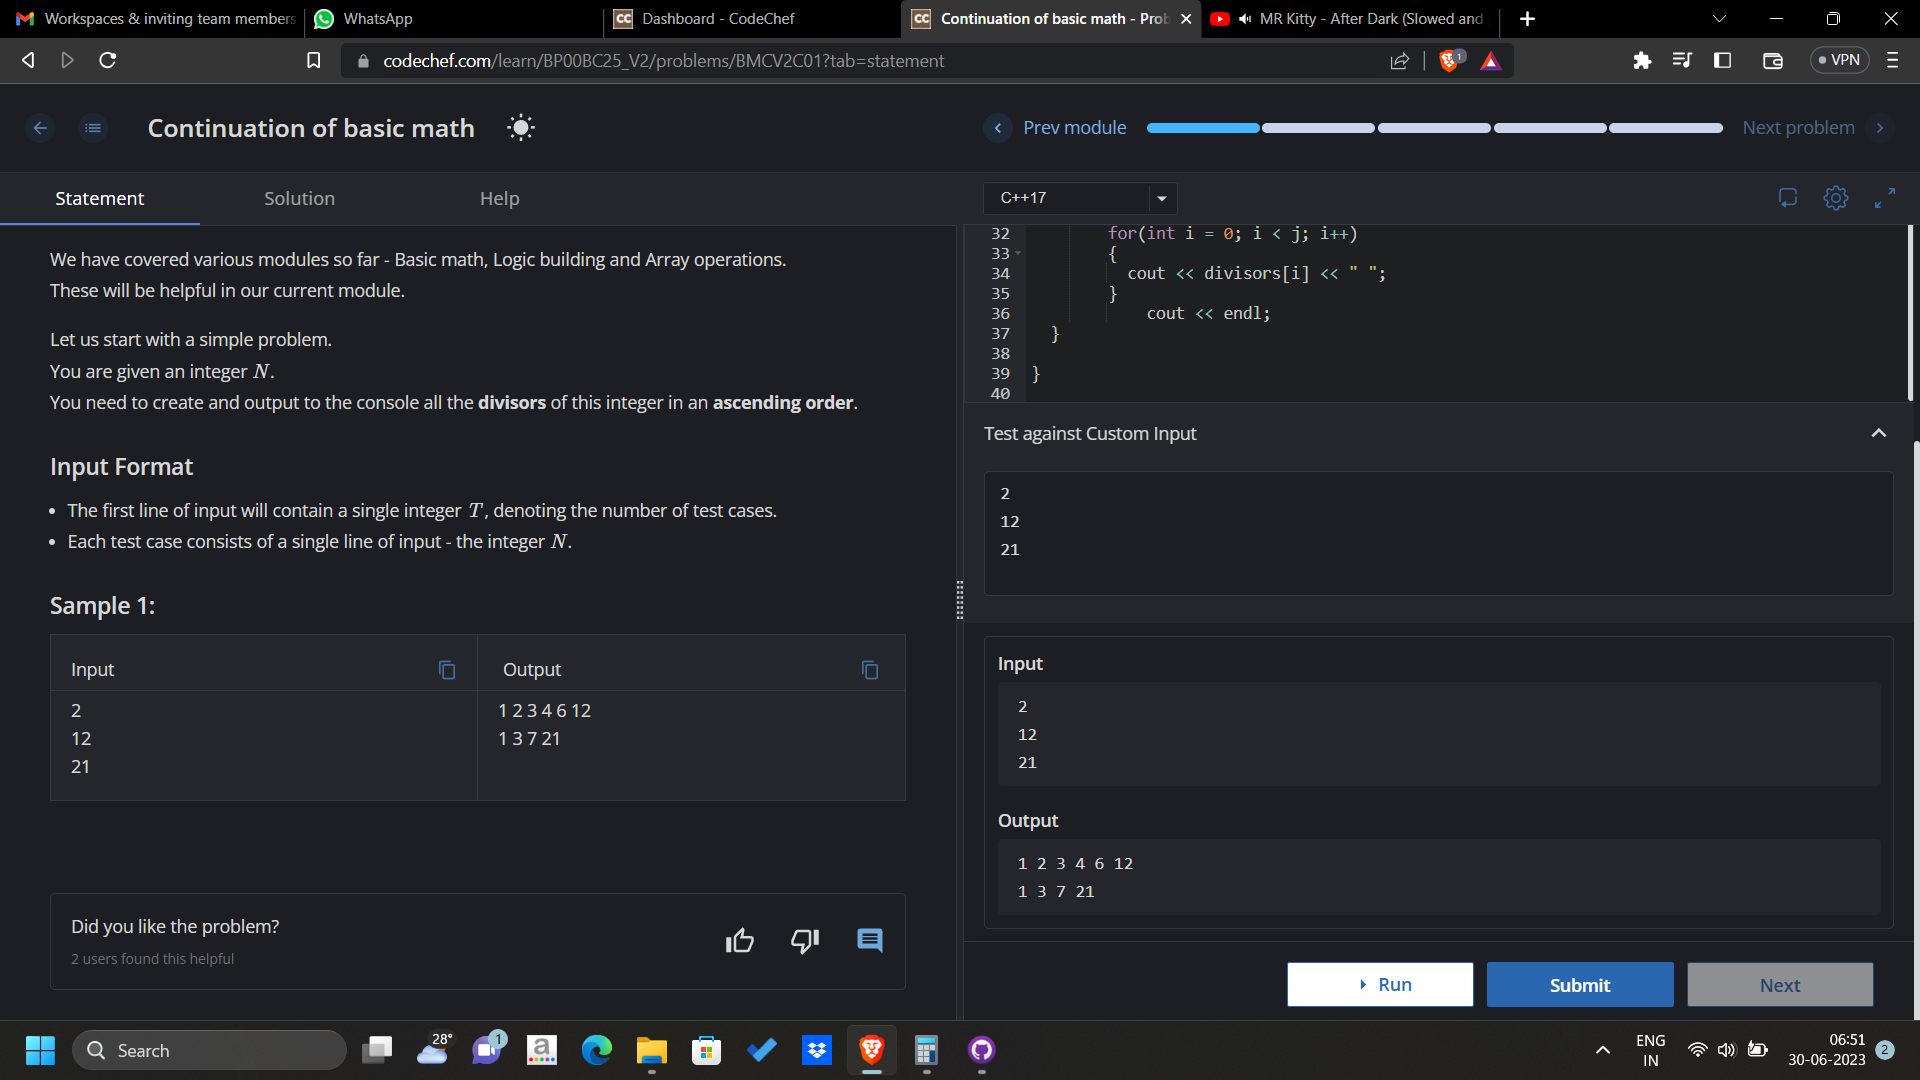 Workspaces & inviting team members
WhatsApp
CC Dashboard - CodeChef
CC Continuation of basic math - Prob
MR Kitty - After Dark (Slowed and
codechef.com/learn/BP00BC25_V2/problems/BMCV2C01?tab=statement
1
VPN
Continuation of basic math
Prev module
Next problem
Statement
Solution
Help
We have covered various modules so far - Basic math, Logic building and Array operations.
These will be helpful in our current module.
Let us start with a simple problem.
You are given an integer N.
You need to create and output to the console all the divisors of this integer in an ascending order.
Input Format
• The first line of input will contain a single integer T, denoting the number of test cases.
• Each test case consists of a single line of input - the integer N.
Sample 1:
Input
Output
2
12
21
1 2 3 4 6 12
1 3 7 21
Did you like the problem?
2 users found this helpful
C++17
32 for(int i = 0; i < j; i++)
33 {
34 cout << divisors[i] << " ";
35 }
36 cout << endl;
37 }
38
39 }
40
Test against Custom Input
2
12
21
Input
2
12
21
Output
1 2 3 4 6 12
1 3 7 21
Run
Submit
Next
Search
28°
1
a
ENG
IN
06:51
30-06-2023
2